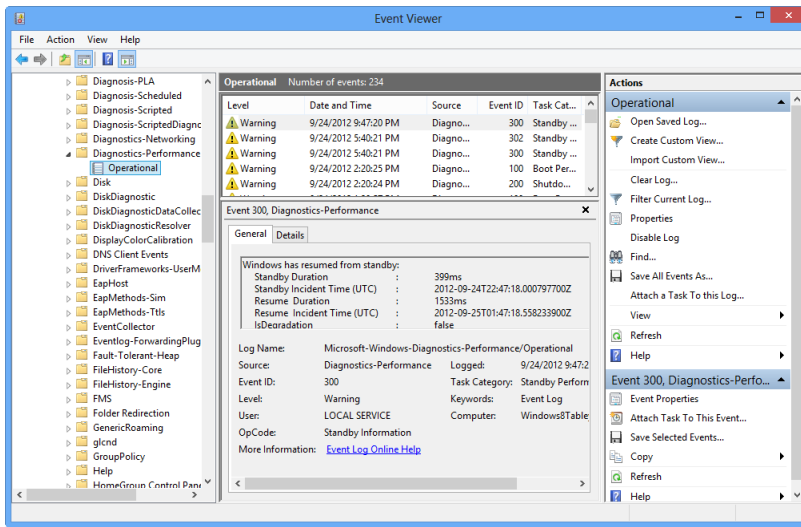 Event Viewer
File Action View Help
Diagnosis-PLA
Diagnosis-Scheduled
Diagnosis-Scripted
Diagnosis-ScriptedDiagnc
Diagnostics-Networking
Diagnostics-Performance
Operational
Disk
DiskDiagnostic
DiskDiagnosticDataCollec
DiskDiagnosticResolver
DisplayColorCalibration
DNS Client Events
DriverFrameworks-UserM
EapHost
EapMethods-Sim
EapMethods-Ttls
EventCollector
Eventlog-ForwardingPlug
Fault-Tolerant-Heap
FileHistory-Core
FileHistory-Engine
FMS
Folder Redirection
GenericRoaming
glcnd
GroupPolicy
Help
HomeGroup Control Pane
Operational Number of events: 234
Level Date and Time Source Event ID Task Cat...
Warning 9/24/2012 9:47:20 PM Diagno... 300 Standby ...
Warning 9/24/2012 5:40:21 PM Diagno... 302 Standby ...
Warning 9/24/2012 5:40:21 PM Diagno... 300 Standby ...
Warning 9/24/2012 2:20:25 PM Diagno... 100 Boot Per...
Warning 9/24/2012 2:20:24 PM Diagno... 200 Shutdo...
Event 300, Diagnostics-Performance
General Details
Windows has resumed from standby:
Standby Duration : 399ms
Standby Incident Time (UTC) : 2012-09-24T22:47:18.000797700Z
Resume Duration : 1533ms
Resume Incident Time (UTC) : 2012-09-25T01:47:18.558233900Z
IsDegradation : false
Log Name: Microsoft-Windows-Diagnostics-Performance/Operational
Source: Diagnostics-Performance Logged: 9/24/2012 9:47:2
Event ID: 300 Task Category: Standby Perform
Level: Warning Keywords: Event Log
User: LOCAL SERVICE Computer: Windows8Table
OpCode: Standby Information
More Information: Event Log Online Help
Actions
Operational
Open Saved Log...
Create Custom View...
Import Custom View...
Clear Log...
Filter Current Log...
Properties
Disable Log
Find...
Save All Events As...
Attach a Task To this Log...
View
Refresh
Help
Event 300, Diagnostics-Perfo...
Event Properties
Attach Task To This Event...
Save Selected Events...
Copy
Refresh
Help